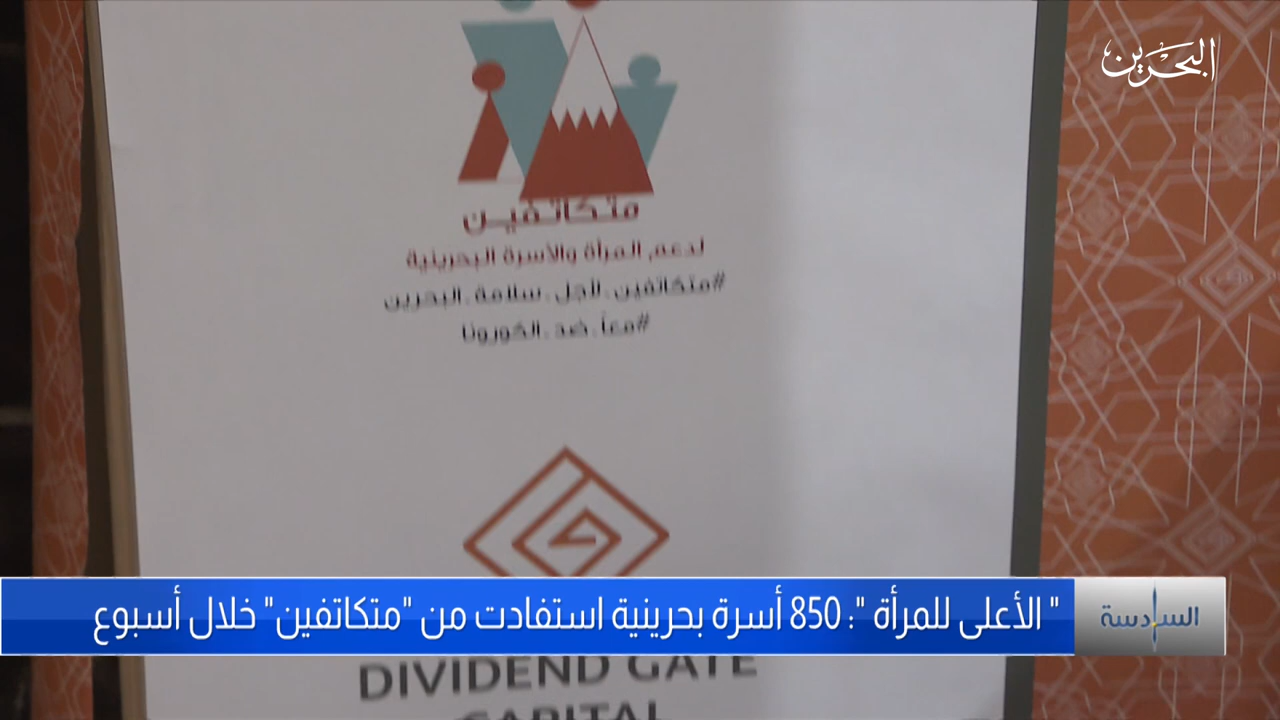 البحرين
متكاتفين
لدعم المرأة والأسرة البحرينية
#متكاتفين_لأجل_سلامة_البحرين
#معاً_ضد_الكورونا
السادسة
" الأعلى للمرأة ": 850 أسرة بحرينية استفادت من "متكاتفين" خلال أسبوع
DIVIDEND GATE
CAPITAL